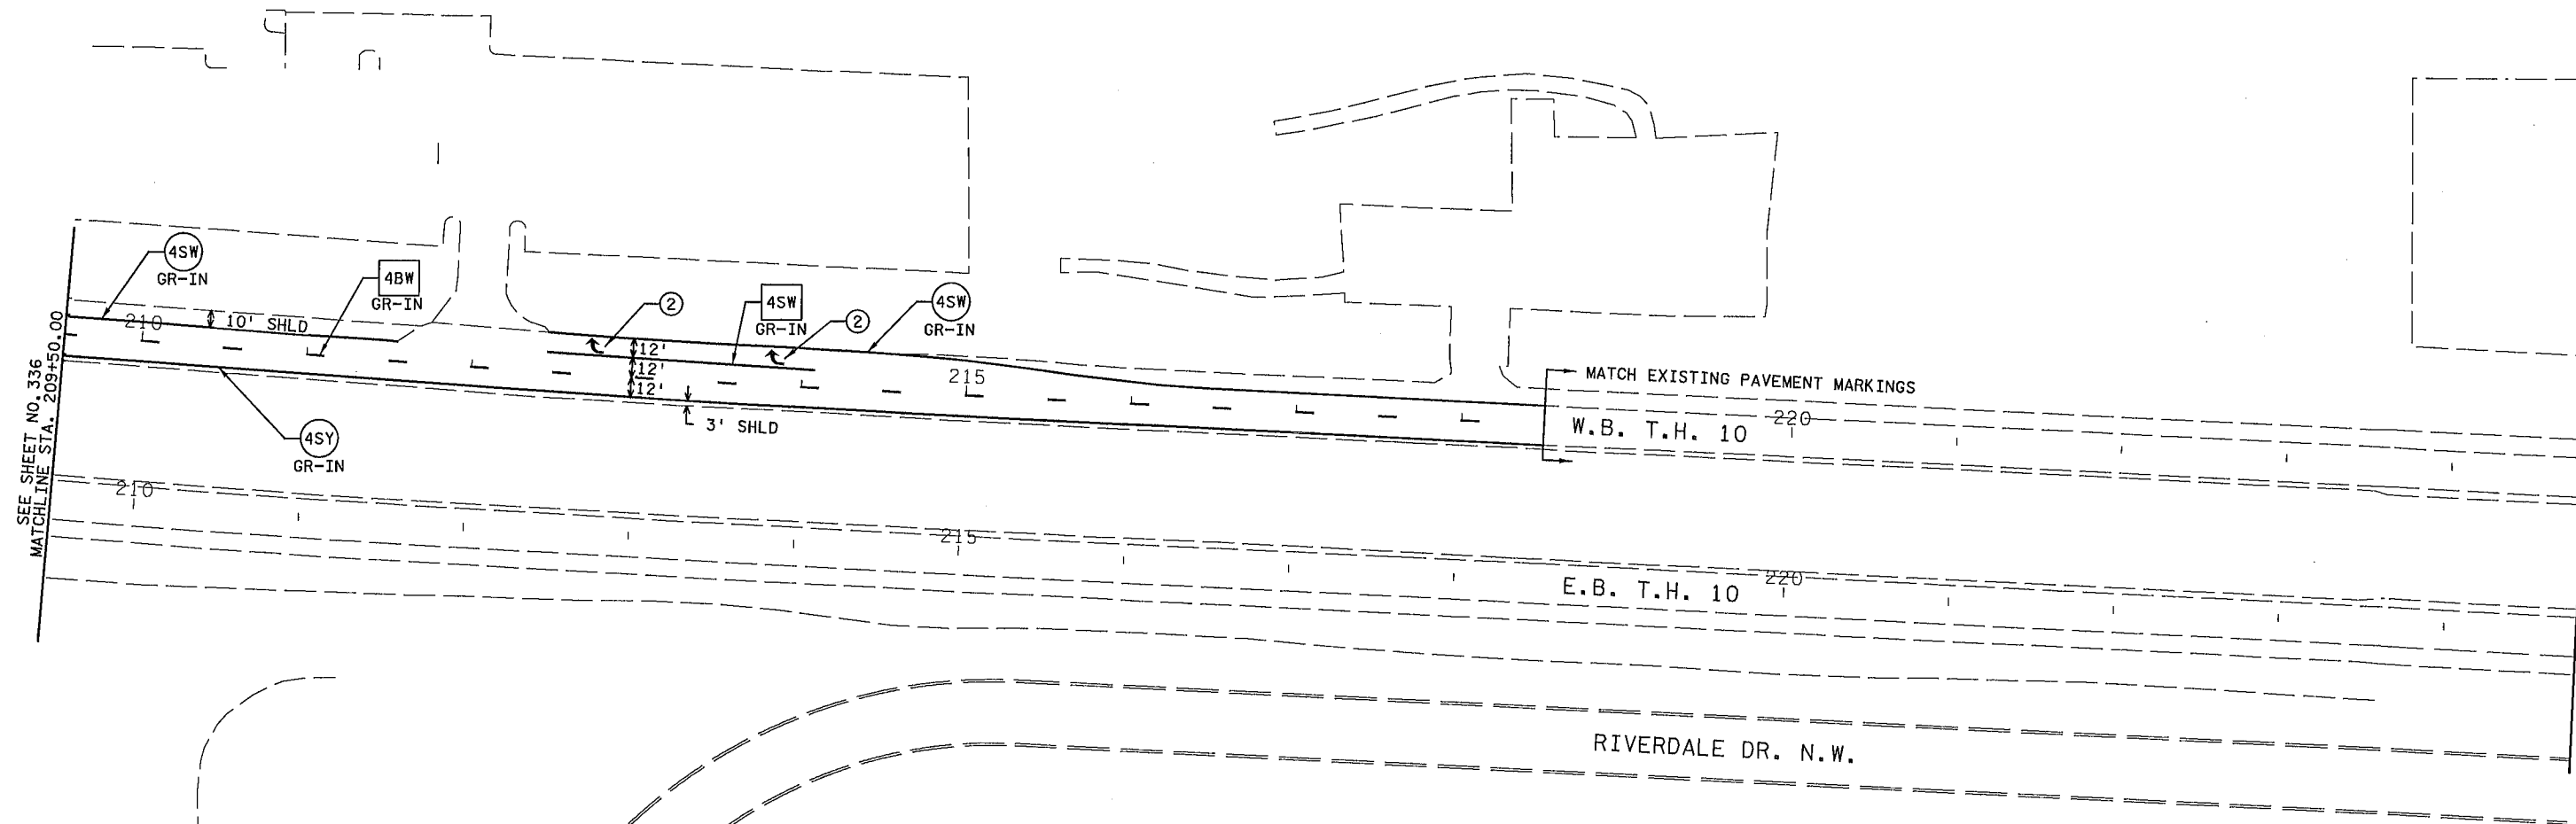 4SW
GR-IN
4BW
GR-IN
2
4SW
GR-IN
2
4SW
GR-IN
SEE SHEET NO. 336
MATCHLINE STA. 209+50.00
210
10' SHLD
12'
12'
12'
215
3' SHLD
MATCH EXISTING PAVEMENT MARKINGS
220
W.B. T.H. 10
4SY
GR-IN
210
215
220
E.B. T.H. 10
RIVERDALE DR. N.W.